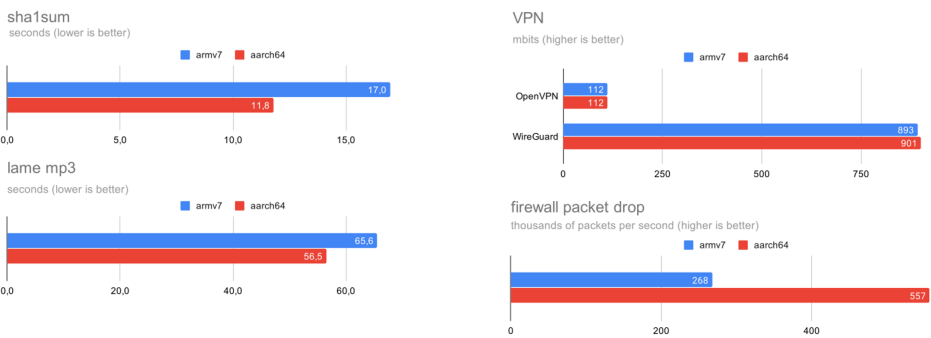 sha1sum
seconds (lower is better)
armv7 aarch64
17,0
11,8
0,0 5,0 10,0 15,0
lame mp3
seconds (lower is better)
armv7 aarch64
65,6
56,5
0,0 20,0 40,0 60,0
VPN
mbits (higher is better)
armv7 aarch64
OpenVPN 112
112
WireGuard 893
901
0 250 500 750
firewall packet drop
thousands of packets per second (higher is better)
armv7 aarch64
268
557
0 200 400